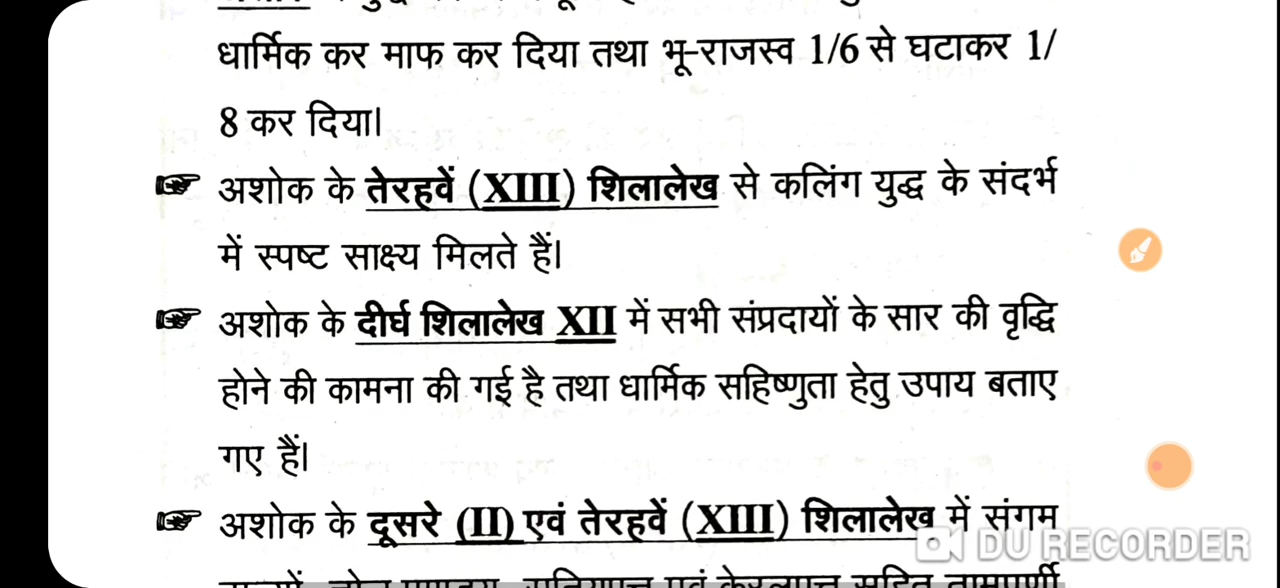 धार्मिक कर माफ कर दिया तथा भू-राजस्व 1/6 से घटाकर 1/
8 कर दिया।
☞ अशोक के तेरहवें (XIII) शिलालेख से कलिंग युद्ध के संदर्भ
में स्पष्ट साक्ष्य मिलते हैं।
☞ अशोक के दीर्घ शिलालेख XII में सभी संप्रदायों के सार की वृद्धि
होने की कामना की गई है तथा धार्मिक सहिष्णुता हेतु उपाय बताए
गए हैं।
☞ अशोक के दूसरे (II) एवं तेरहवें (XIII) शिलालेख में संगम
DU RECORDER